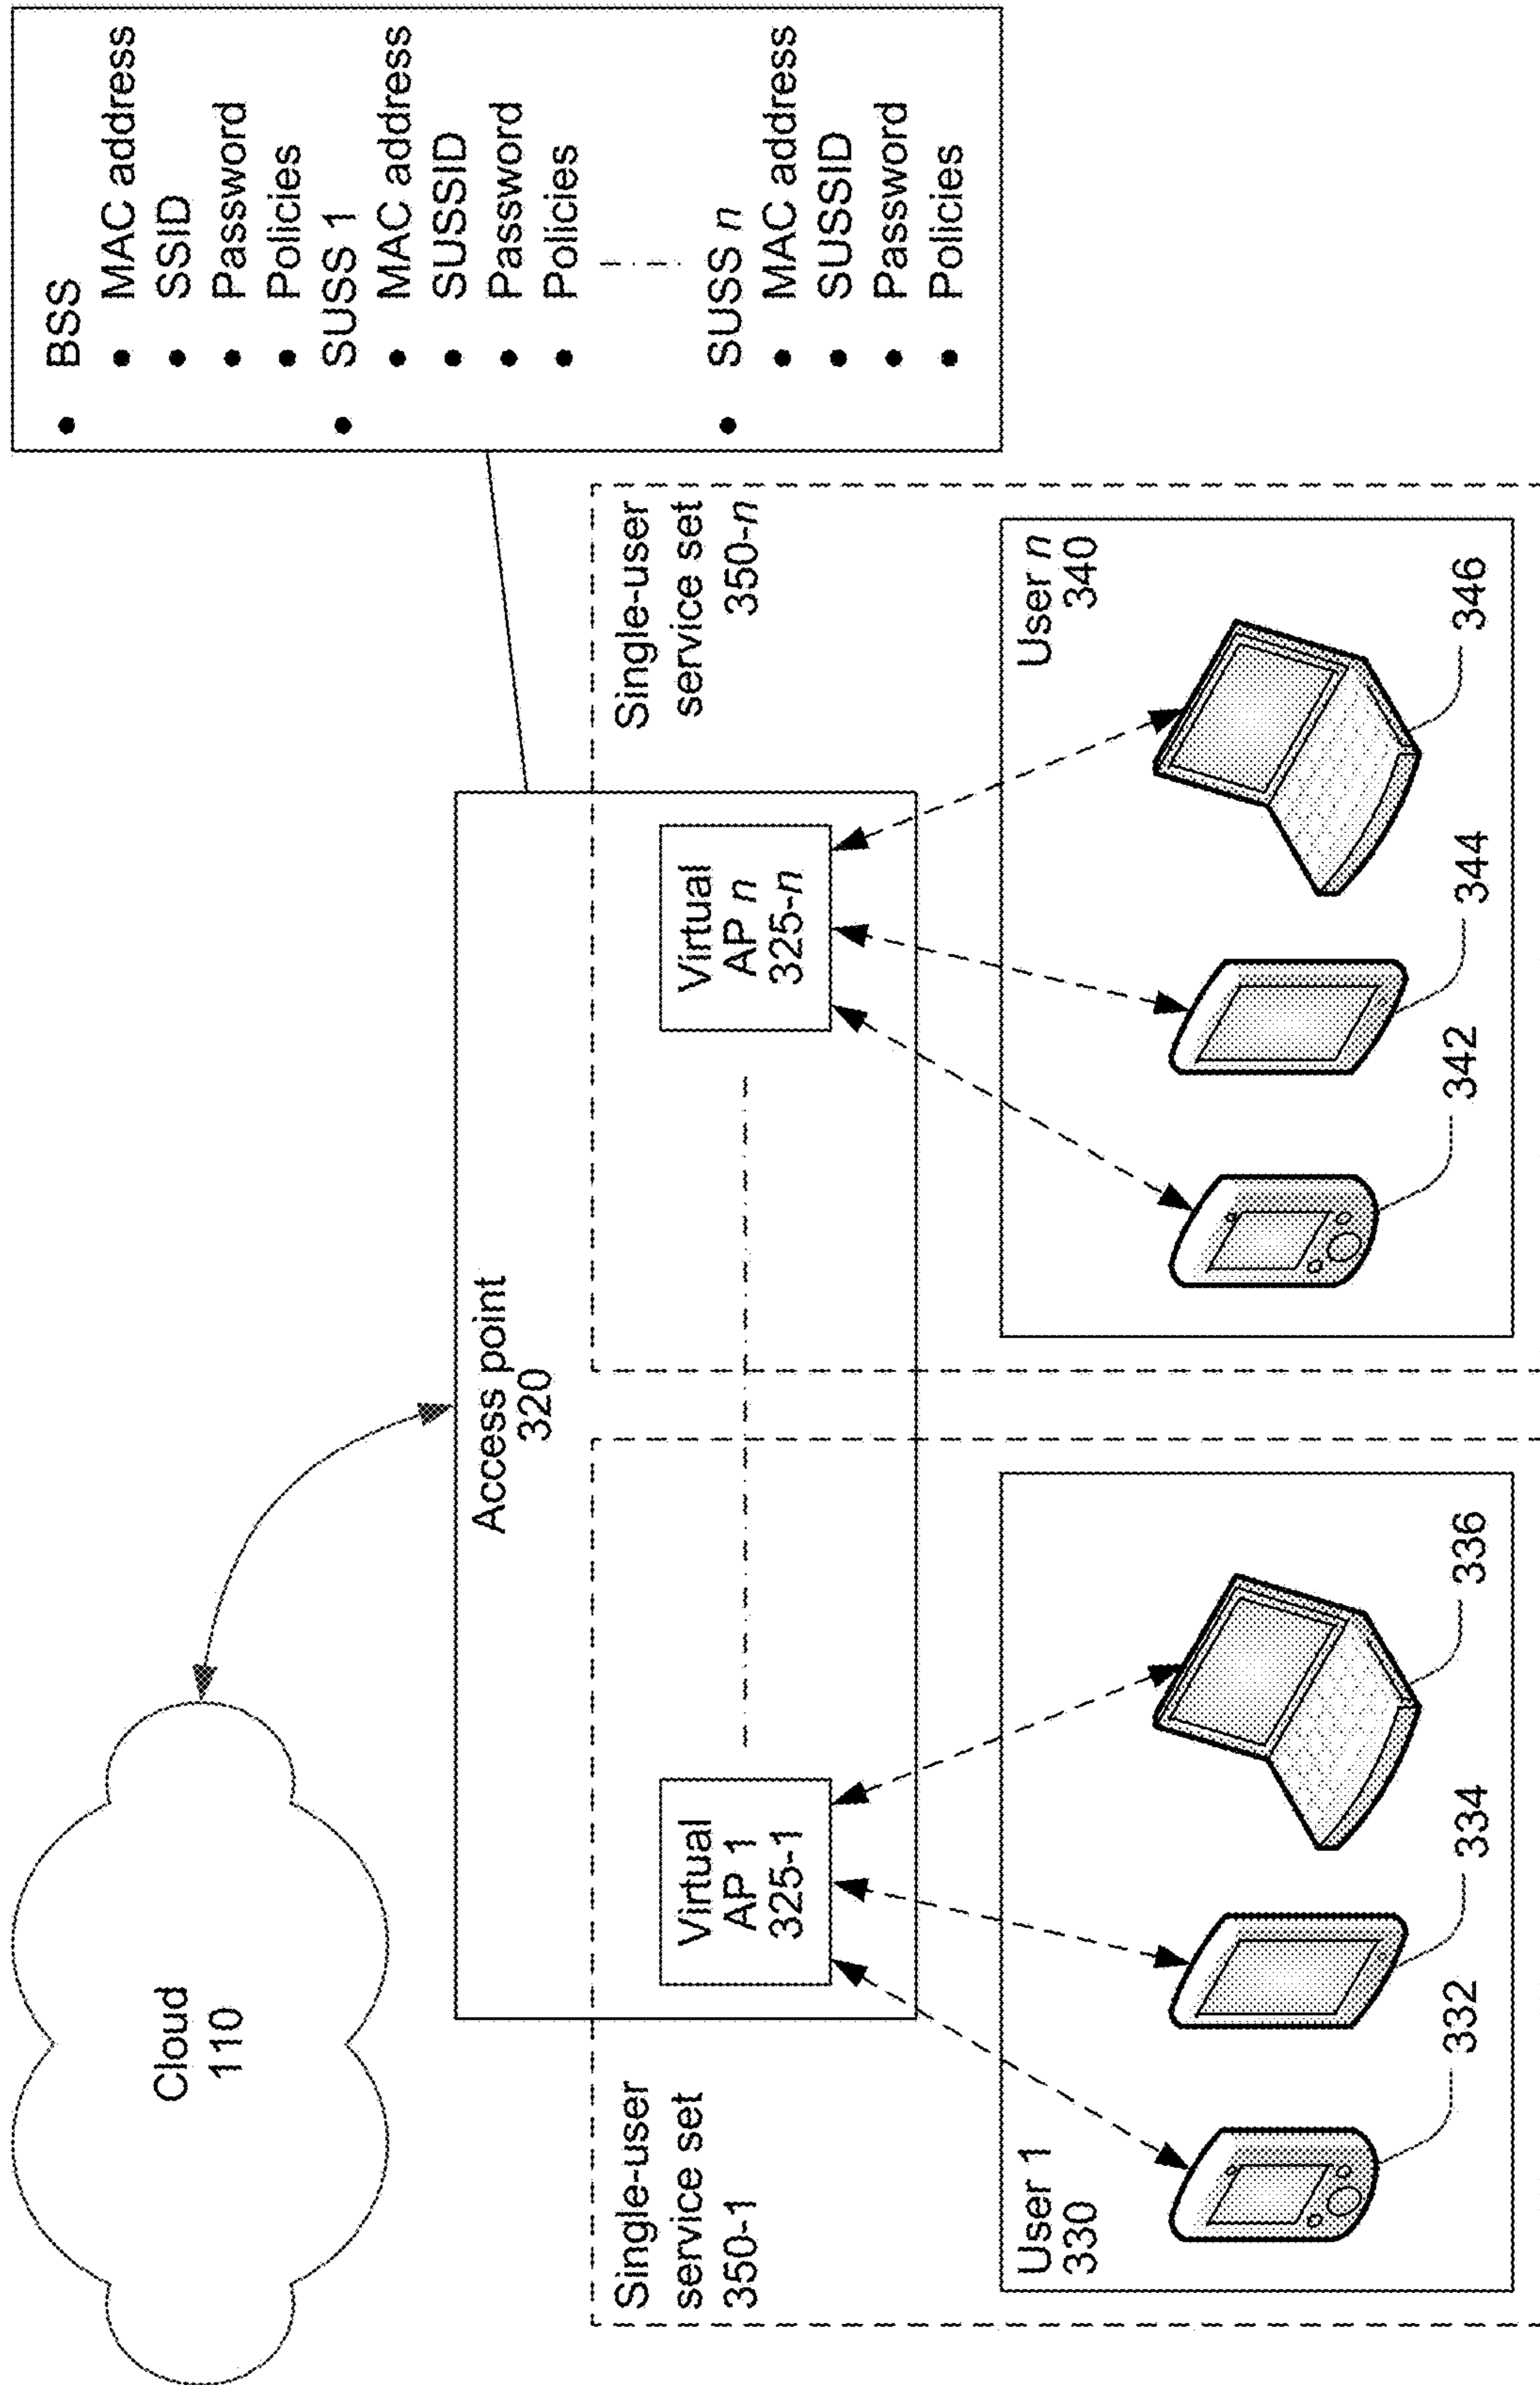 Cloud
110
Access point
320
• BSS
• MAC address
• SSID
• Password
• Policies
• SUSS 1
• MAC address
• SUSSID
• Password
• Policies
• SUSS n
• MAC address
• SUSSID
• Password
• Policies
Single-user
service set
350-1
Virtual
AP 1
325-1
Virtual
AP n
325-n
Single-user
service set
350-n
User 1
330
332
334
336
User n
340
342
344
346